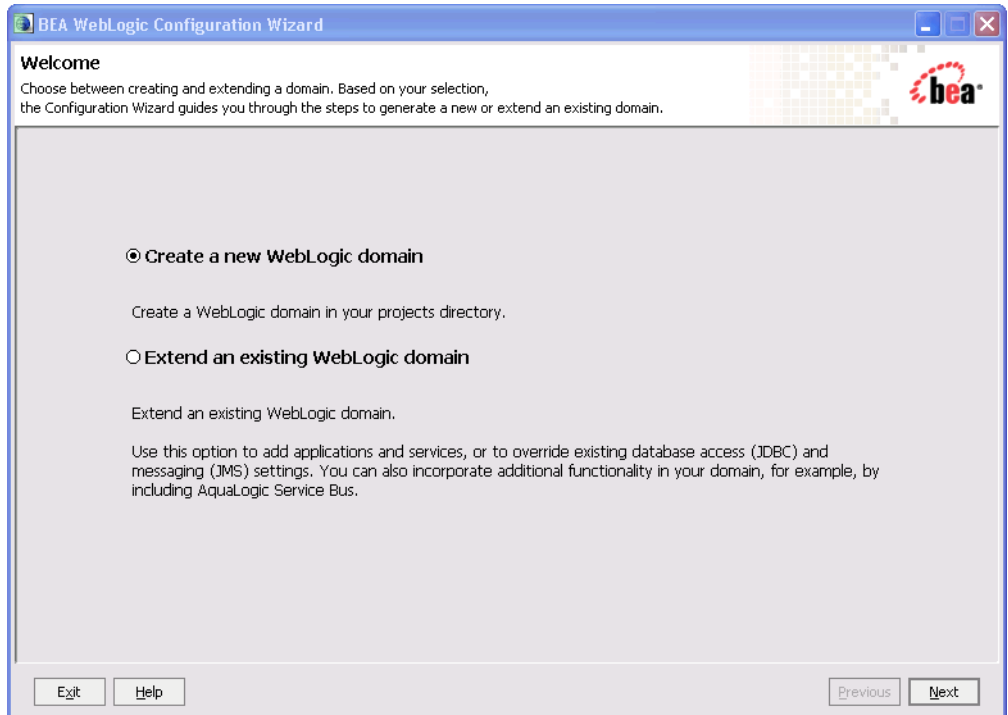 BEA WebLogic Configuration Wizard
Welcome
Choose between creating and extending a domain. Based on your selection,
the Configuration Wizard guides you through the steps to generate a new or extend an existing domain.
bea
Create a new WebLogic domain
Create a WebLogic domain in your projects directory.
Extend an existing WebLogic domain
Extend an existing WebLogic domain.
Use this option to add applications and services, or to override existing database access (JDBC) and
messaging (JMS) settings. You can also incorporate additional functionality in your domain, for example, by
including AquaLogic Service Bus.
Exit Help Previous Next